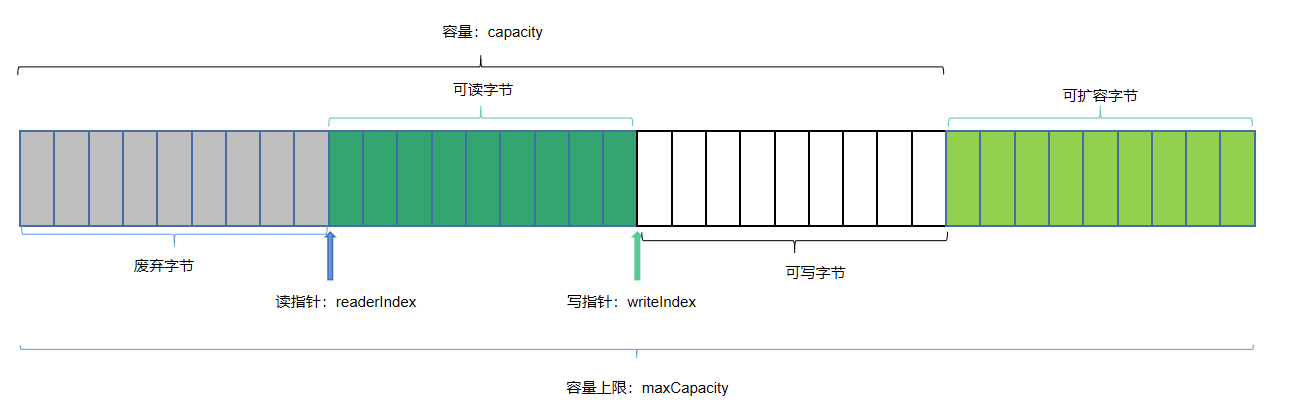 容量：capacity
可读字节
可扩容字节
废弃字节
可写字节
读指针：readerIndex
写指针：writeIndex
容量上限：maxCapacity